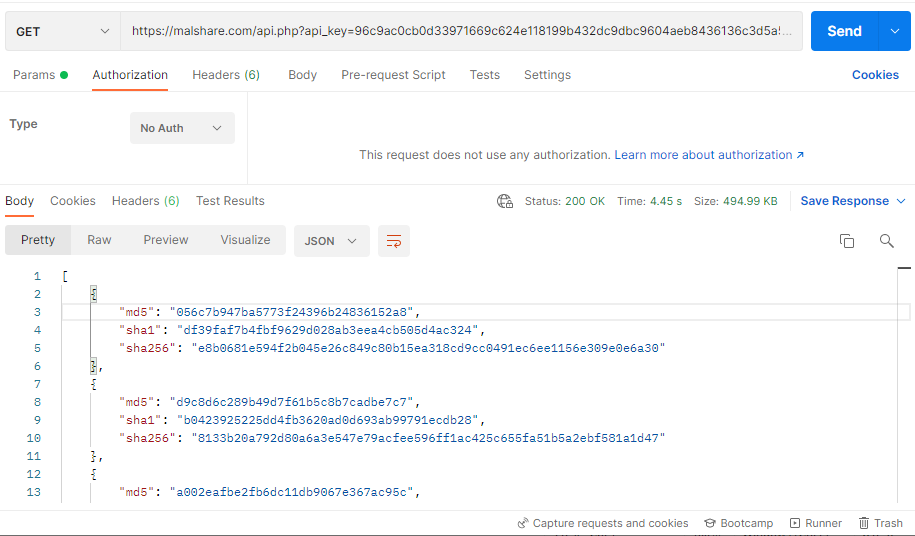 GET https://malshare.com/api.php?api_key=96c9ac0cb0d33971669c624e118199b432dc9dbc9604aeb8436136c3d5a5... Send
Params Authorization Headers (6) Body Pre-request Script Tests Settings Cookies
Type No Auth
This request does not use any authorization. Learn more about authorization ↗
Body Cookies Headers (6) Test Results Status: 200 OK Time: 4.45 s Size: 494.99 KB Save Response
Pretty Raw Preview Visualize JSON
1 [
2 {
3 "md5": "056c7b947ba5773f24396b24836152a8",
4 "sha1": "df39faf7b4fbf9629d028ab3eea4cb505d4ac324",
5 "sha256": "e8b0681e594f2b045e26c849c80b15ea318cd9cc0491ec6ee1156e309e0e6a30"
6 },
7 {
8 "md5": "d9c8d6c289b49d7f61b5c8b7cadbe7c7",
9 "sha1": "b0423925225dd4fb3620ad0d693ab99791ecdb28",
10 "sha256": "8133b20a792d80a6a3e547e79acfee596ff1ac425c655fa51b5a2ebf581a1d47"
11 },
12 {
13 "md5": "a002eafbe2fb6dc11db9067e367ac95c",
Capture requests and cookies Bootcamp Runner Trash